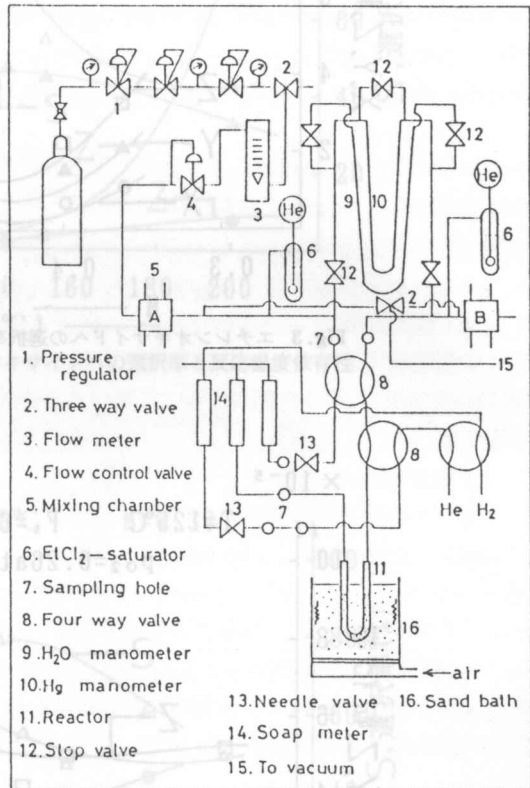 2
12
1
12
4
3
He
9
10
He
6
6
5
12
A
2
B
7
15
8
1. Pressure
regulator
14
2. Three way valve
13
8
3. Flow meter
4. Flow control valve
13
7
He
H2
5. Mixing chamber
6. EtCl2-saturator
11
7. Sampling hole
16
8. Four way valve
9. H2O manometer
10. Hg manometer
air
11. Reactor
13. Needle valve
16. Sand bath
12. Stop valve
14. Soap meter
15. To vacuum